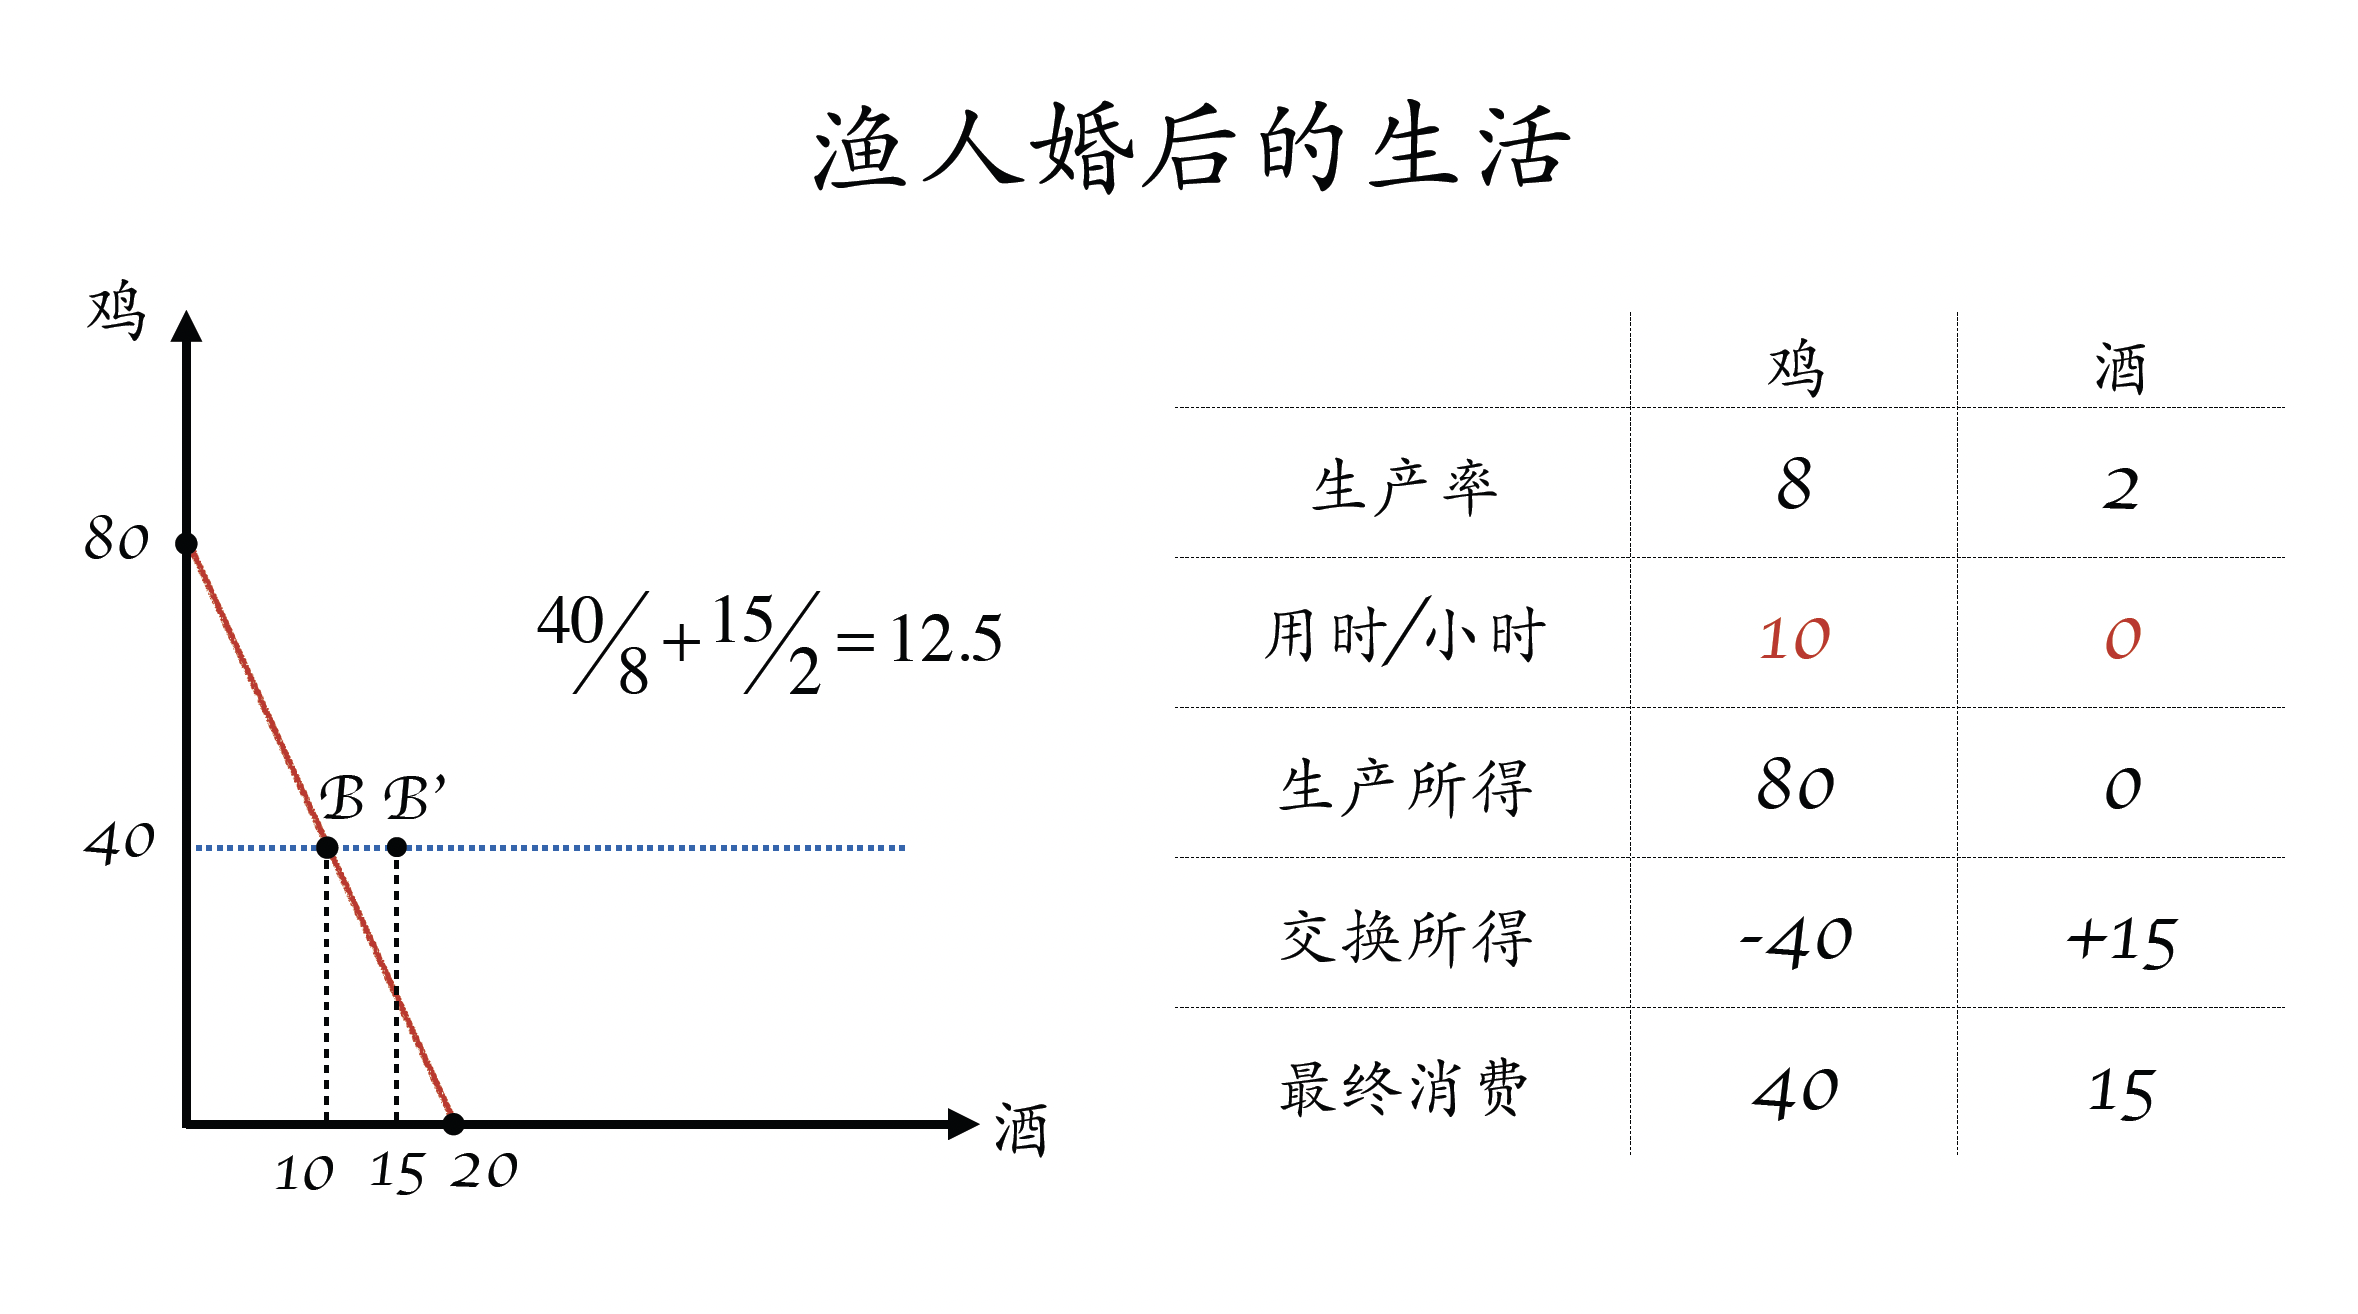 渔人婚后的生活
鸡
80
40/8 + 15/2 = 12.5
B B'
40
10 15 20
酒
鸡 酒
生产率 8 2
用时/小时 10 0
生产所得 80 0
交换所得 -40 +15
最终消费 40 15